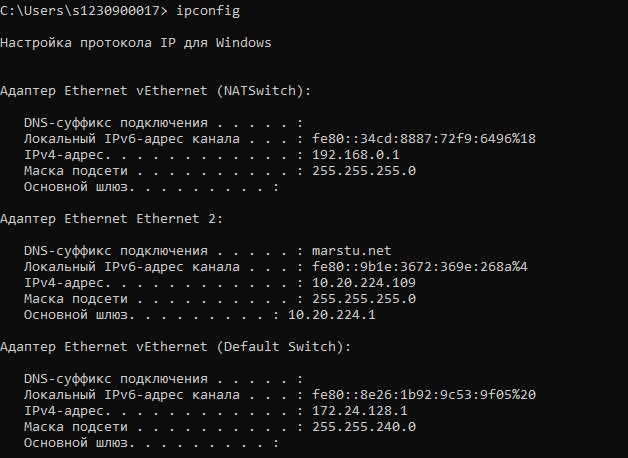 C:\Users\s1230900017> ipconfig
Настройка протокола IP для Windows
Адаптер Ethernet vEthernet (NATSwitch):
DNS-суффикс подключения . . . . . :
Локальный IPv6-адрес канала . . . : fe80::34cd:8887:72f9:6496%18
IPv4-адрес. . . . . . . . . . . . : 192.168.0.1
Маска подсети . . . . . . . . . . : 255.255.255.0
Основной шлюз. . . . . . . . . :
Адаптер Ethernet Ethernet 2:
DNS-суффикс подключения . . . . . : marstu.net
Локальный IPv6-адрес канала . . . : fe80::9b1e:3672:369e:268a%4
IPv4-адрес. . . . . . . . . . . . : 10.20.224.109
Маска подсети . . . . . . . . . . : 255.255.255.0
Основной шлюз. . . . . . . . . : 10.20.224.1
Адаптер Ethernet vEthernet (Default Switch):
DNS-суффикс подключения . . . . . :
Локальный IPv6-адрес канала . . . : fe80::8e26:1b92:9c53:9f05%20
IPv4-адрес. . . . . . . . . . . . : 172.24.128.1
Маска подсети . . . . . . . . . . : 255.255.240.0
Основной шлюз. . . . . . . . . :